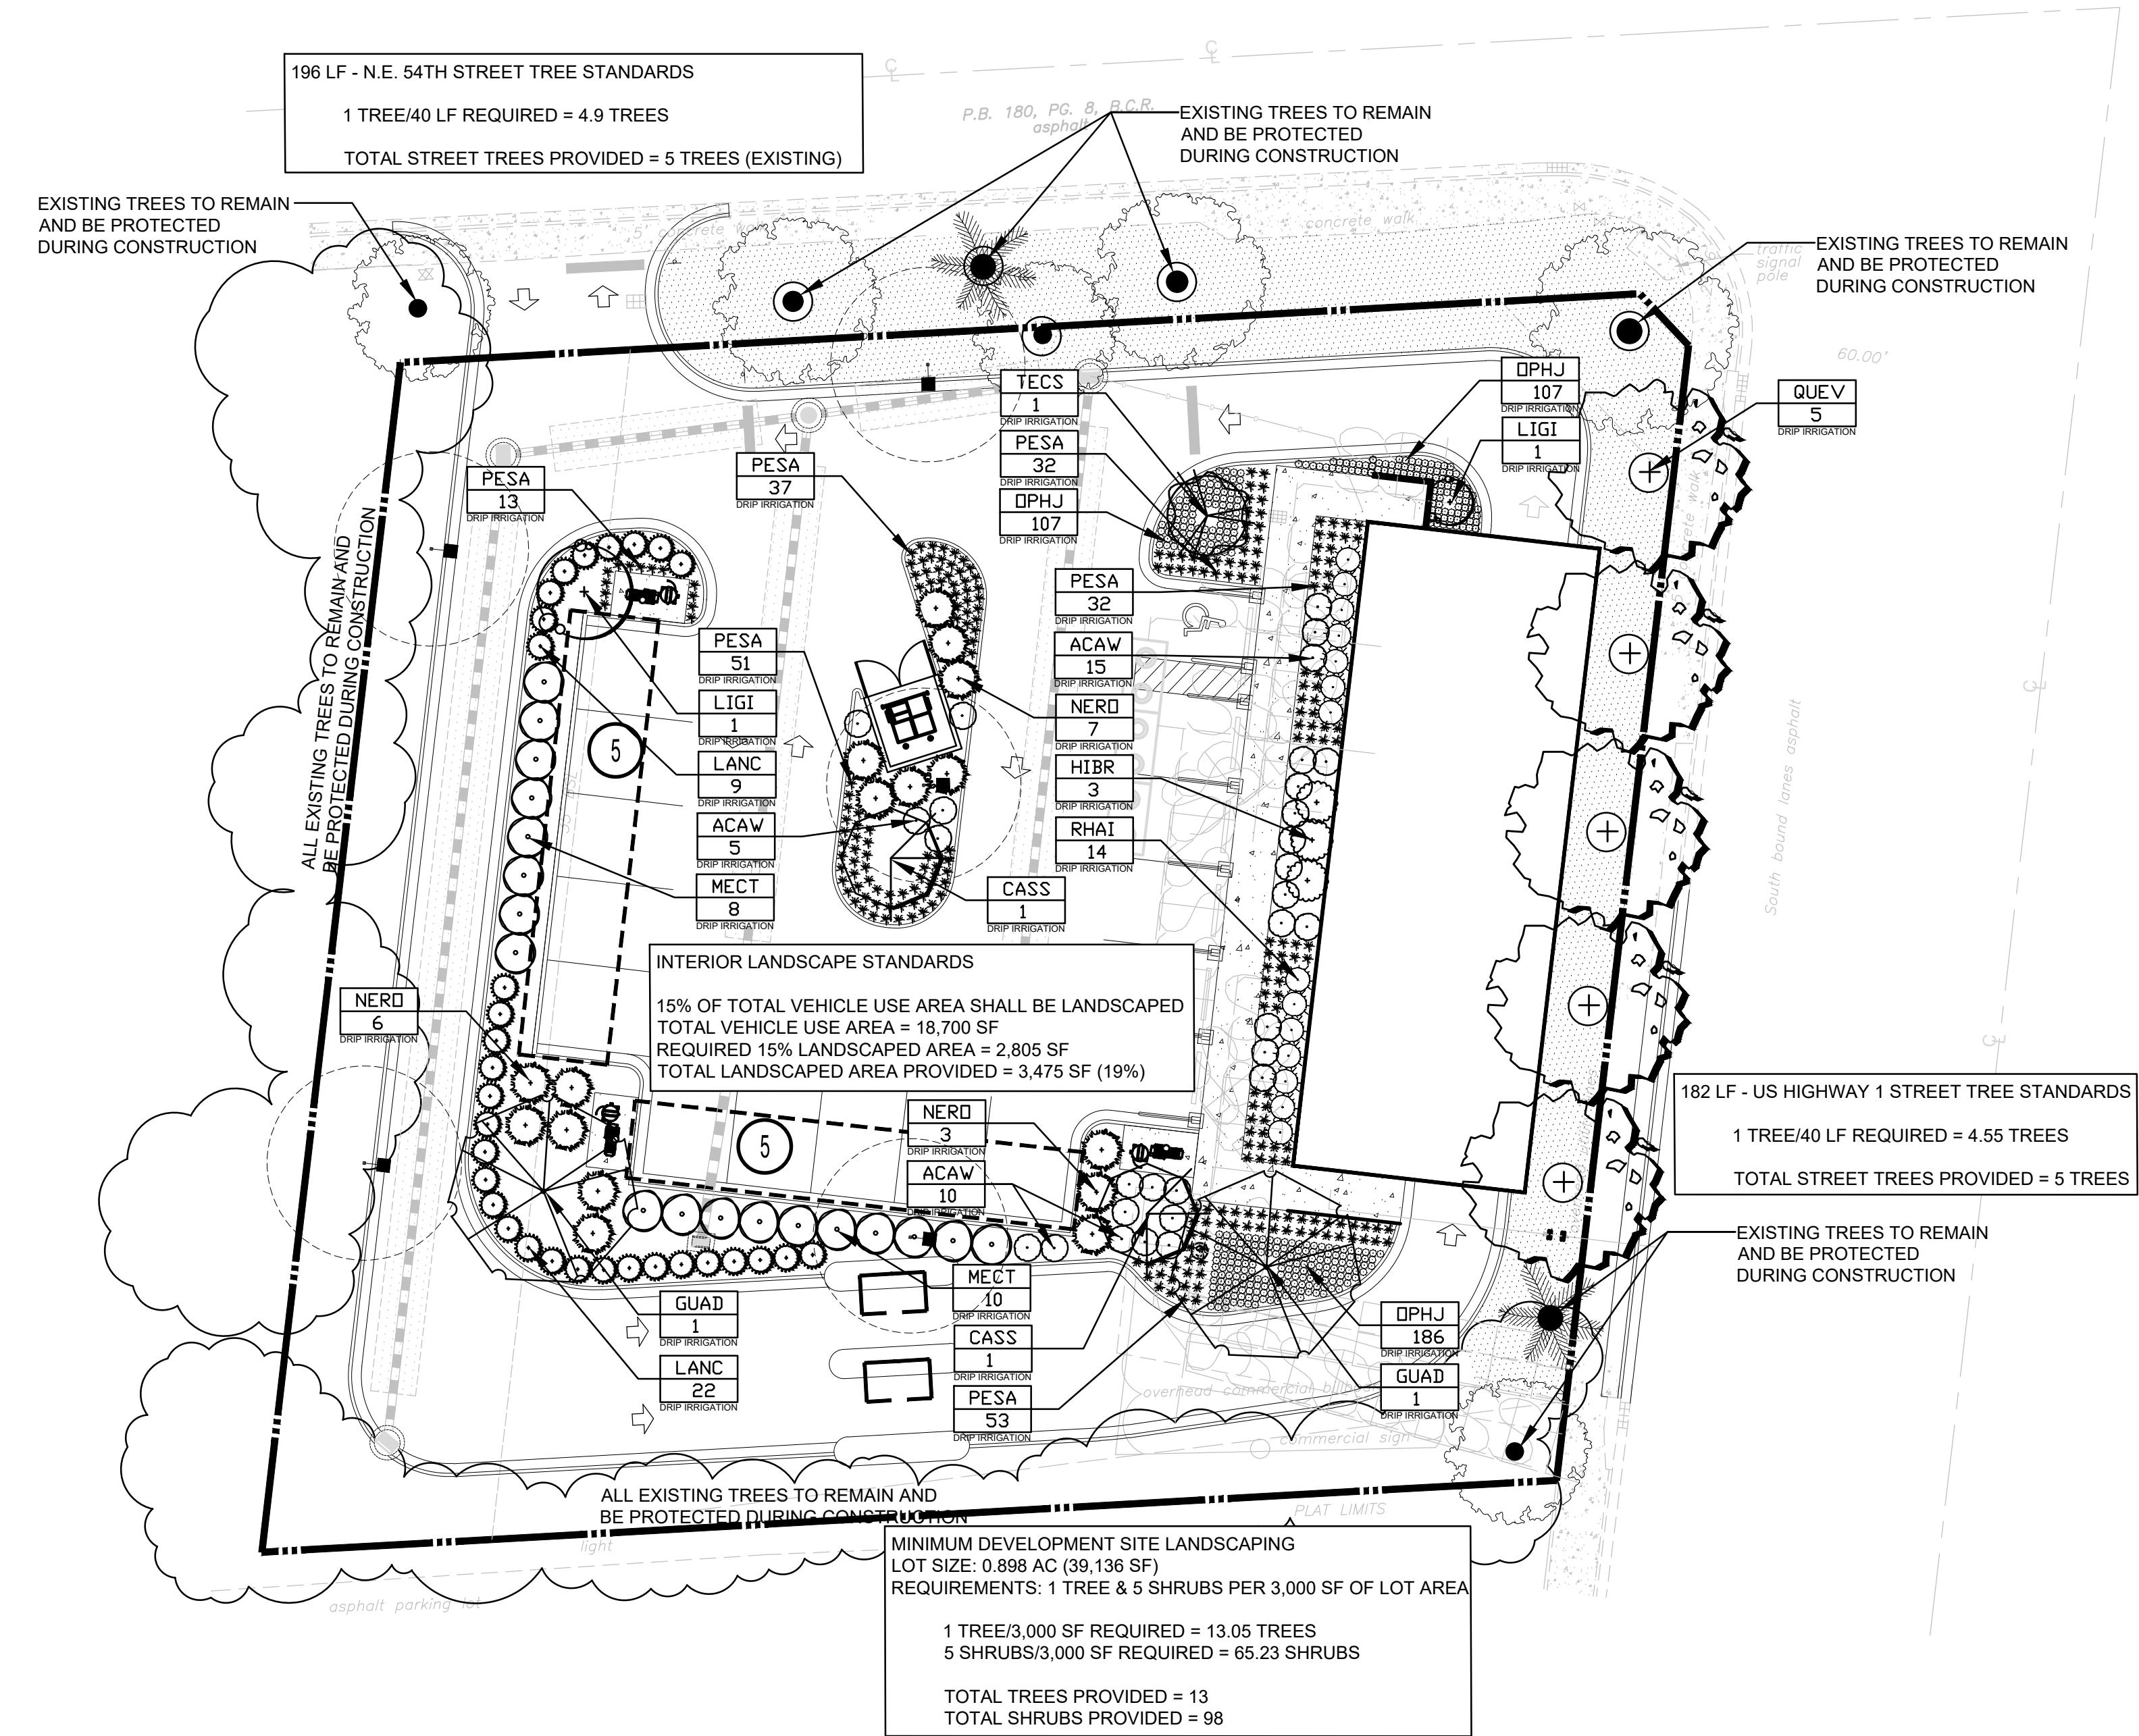 196 LF - N.E. 54TH STREET TREE STANDARDS
1 TREE/40 LF REQUIRED = 4.9 TREES
TOTAL STREET TREES PROVIDED = 5 TREES (EXISTING)
P.B. 180, PG. 8, B.C.R.
asphalt
EXISTING TREES TO REMAIN
AND BE PROTECTED
DURING CONSTRUCTION
EXISTING TREES TO REMAIN
AND BE PROTECTED
DURING CONSTRUCTION
5' concrete walk
concrete walk
traffic
signal
pole
EXISTING TREES TO REMAIN
AND BE PROTECTED
DURING CONSTRUCTION
60.00'
TECS
1
DRIP IRRIGATION
OPHJ
107
DRIP IRRIGATION
QUEV
5
DRIP IRRIGATION
PESA
32
DRIP IRRIGATION
LIGI
1
DRIP IRRIGATION
PESA
13
DRIP IRRIGATION
PESA
37
DRIP IRRIGATION
OPHJ
107
DRIP IRRIGATION
concrete walk
ALL EXISTING TREES TO REMAIN AND
BE PROTECTED DURING CONSTRUCTION
PESA
32
DRIP IRRIGATION
PESA
51
DRIP IRRIGATION
ACAW
15
DRIP IRRIGATION
LIGI
1
DRIP IRRIGATION
NERO
7
DRIP IRRIGATION
5
LANC
9
DRIP IRRIGATION
HIBR
3
DRIP IRRIGATION
South bound lanes asphalt
ACAW
5
DRIP IRRIGATION
RHAI
14
DRIP IRRIGATION
MECT
8
DRIP IRRIGATION
CASS
1
DRIP IRRIGATION
INTERIOR LANDSCAPE STANDARDS
15% OF TOTAL VEHICLE USE AREA SHALL BE LANDSCAPED
TOTAL VEHICLE USE AREA = 18,700 SF
REQUIRED 15% LANDSCAPED AREA = 2,805 SF
TOTAL LANDSCAPED AREA PROVIDED = 3,475 SF (19%)
NERO
6
DRIP IRRIGATION
182 LF - US HIGHWAY 1 STREET TREE STANDARDS
1 TREE/40 LF REQUIRED = 4.55 TREES
TOTAL STREET TREES PROVIDED = 5 TREES
NERO
3
DRIP IRRIGATION
5
ACAW
10
DRIP IRRIGATION
EXISTING TREES TO REMAIN
AND BE PROTECTED
DURING CONSTRUCTION
MECT
10
DRIP IRRIGATION
GUAD
1
DRIP IRRIGATION
OPHJ
186
DRIP IRRIGATION
CASS
1
DRIP IRRIGATION
LANC
22
DRIP IRRIGATION
GUAD
1
DRIP IRRIGATION
PESA
53
DRIP IRRIGATION
overhead commercial
commercial sign
ALL EXISTING TREES TO REMAIN AND
BE PROTECTED DURING CONSTRUCTION
PLAT LIMITS
light
asphalt parking lot
MINIMUM DEVELOPMENT SITE LANDSCAPING
LOT SIZE: 0.898 AC (39,136 SF)
REQUIREMENTS: 1 TREE & 5 SHRUBS PER 3,000 SF OF LOT AREA
1 TREE/3,000 SF REQUIRED = 13.05 TREES
5 SHRUBS/3,000 SF REQUIRED = 65.23 SHRUBS
TOTAL TREES PROVIDED = 13
TOTAL SHRUBS PROVIDED = 98